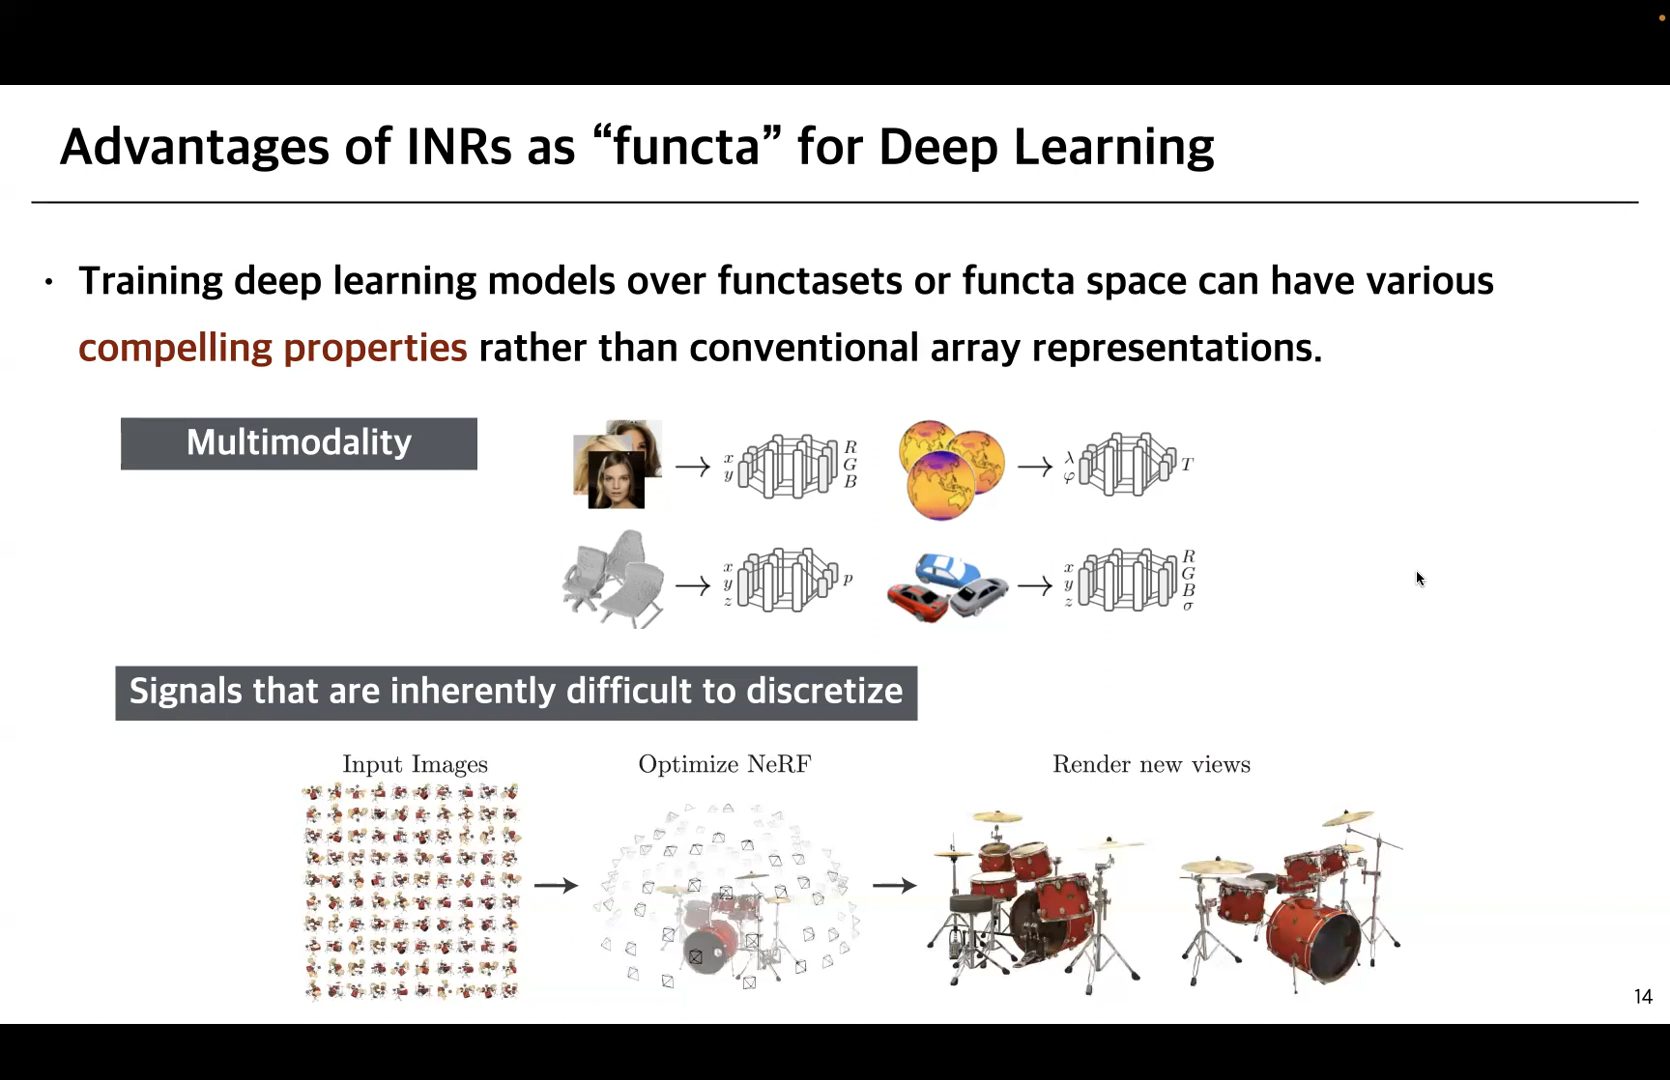 Advantages of INRs as “functa” for Deep Learning
• Training deep learning models over functasets or functa space can have various
compelling properties rather than conventional array representations.
Multimodality
x
y
R
G
B
λ
φ
T
x
y
z
p
x
y
z
R
G
B
σ
Signals that are inherently difficult to discretize
Input Images
Optimize NeRF
Render new views
14